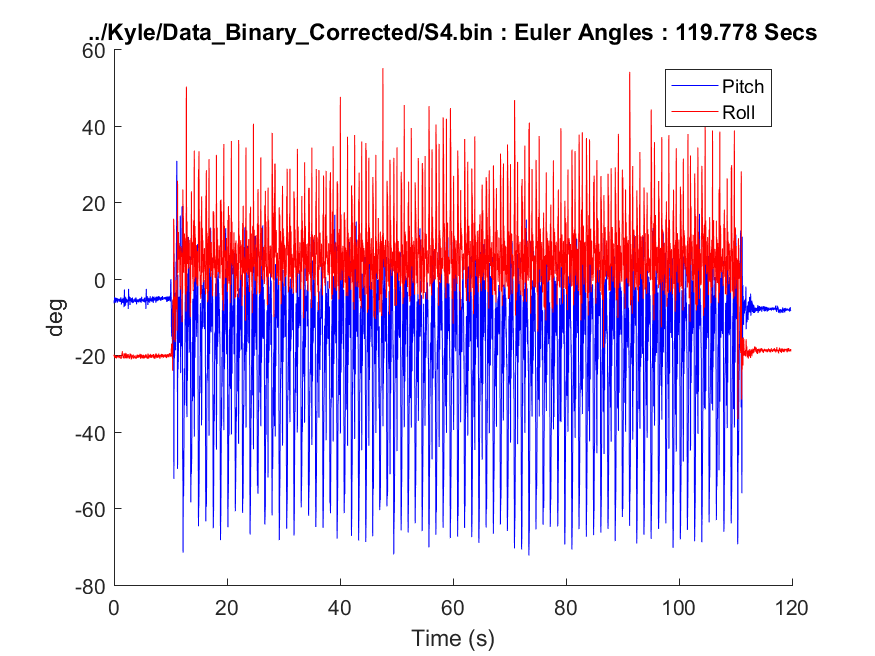 ../Kyle/Data_Binary_Corrected/S4.bin : Euler Angles : 119.778 Secs
60
40
20
0
-20
-40
-60
-80
deg
Pitch
Roll
0 20 40 60 80 100 120
Time (s)